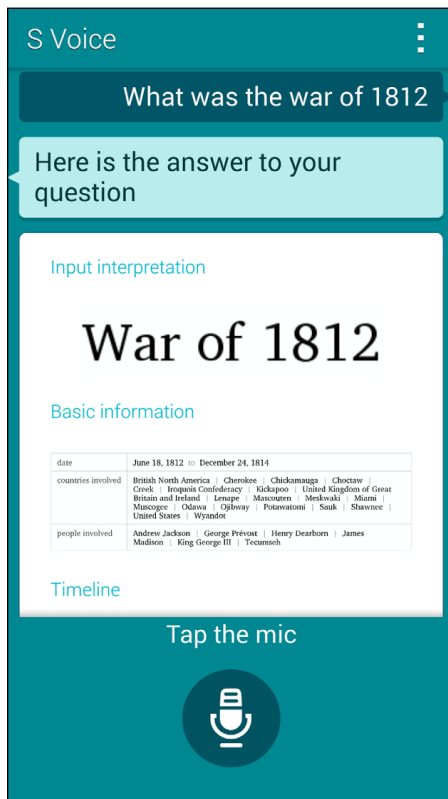 S Voice
What was the war of 1812
Here is the answer to your
question
Input interpretation
War of 1812
Basic information
date June 18, 1812 to December 24, 1814
countries involved British North America | Cherokee | Chickamauga | Choctaw |
Creek | Iroquois Confederacy | Kickapoo | United Kingdom of Great
Britain and Ireland | Lenape | Mascouten | Meskwaki | Miami |
Muscogee | Odawa | Ojibway | Potawatomi | Sauk | Shawnee |
United States | Wyandot
people involved Andrew Jackson | George Prévost | Henry Dearborn | James
Madison | King George III | Tecumseh
Timeline
Tap the mic